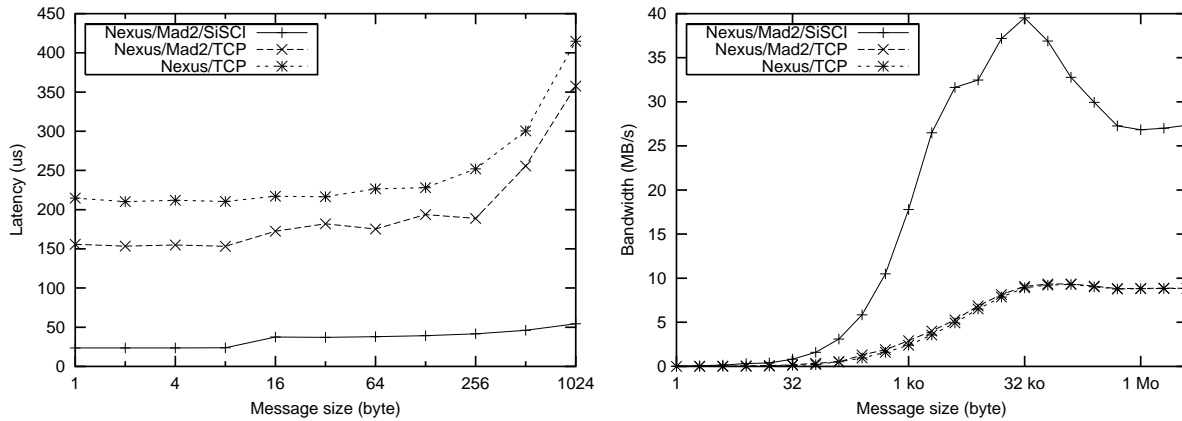 450
400
350
300
250
200
150
100
50
0
Latency (us)
Nexus/Mad2/SiSCI
Nexus/Mad2/TCP
Nexus/TCP
1 4 16 64 256 1024
Message size (byte)
40
35
30
25
20
15
10
5
0
Bandwidth (MB/s)
Nexus/Mad2/SiSCI
Nexus/Mad2/TCP
Nexus/TCP
1 32 1 ko 32 ko 1 Mo
Message size (byte)